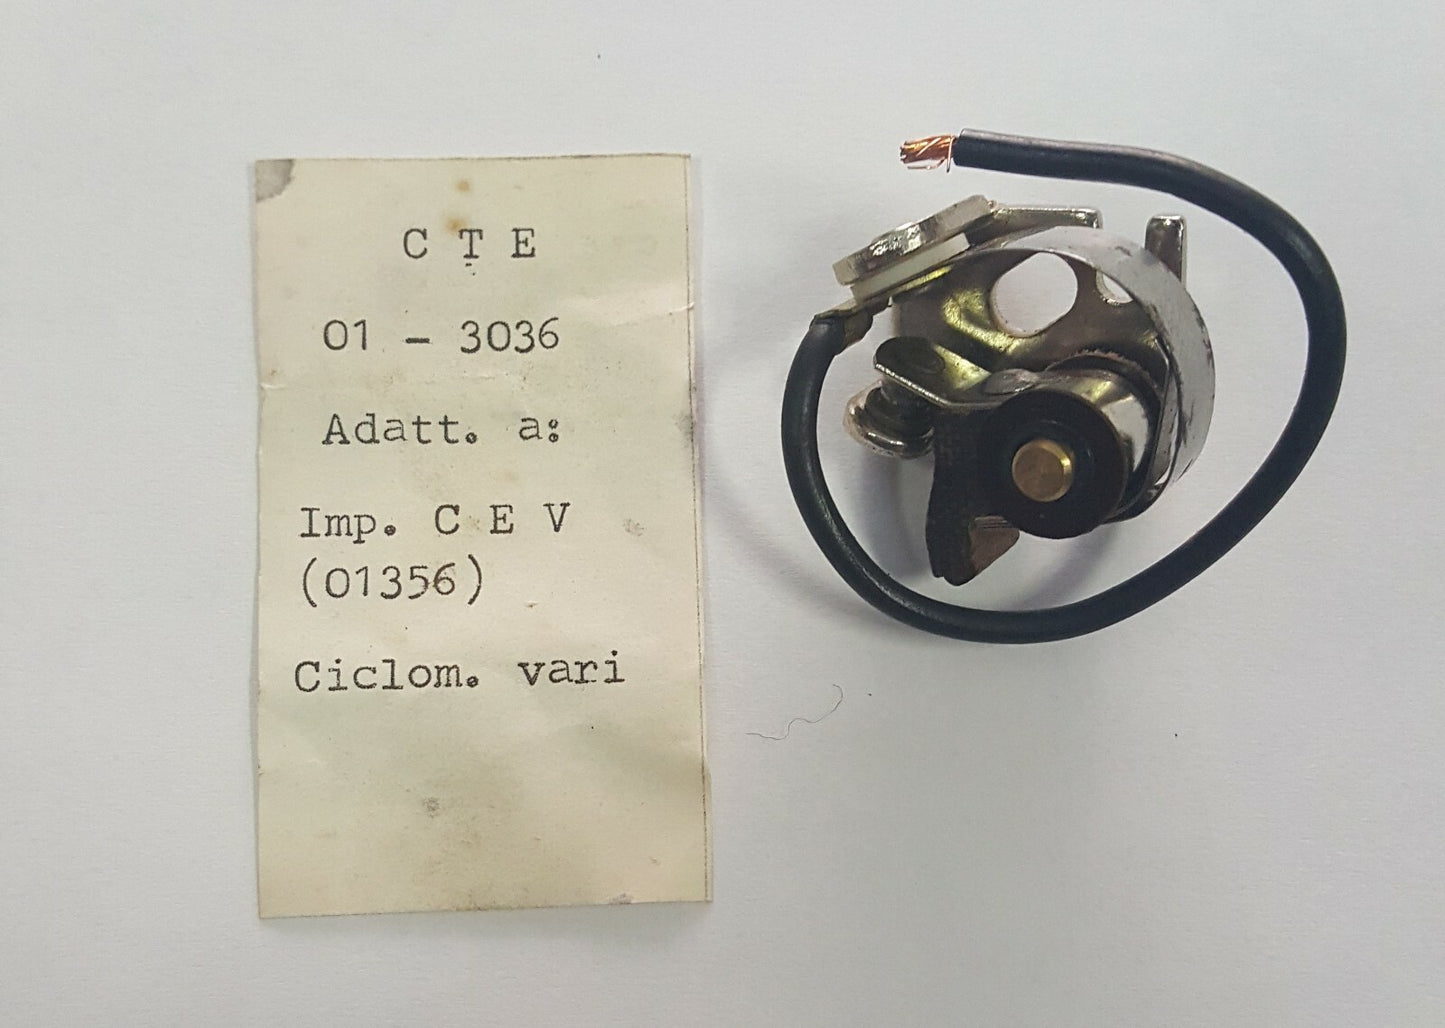 C T E
01 - 3036
Adatt. a:
Imp. C E V
(01356)
Ciclom. vari